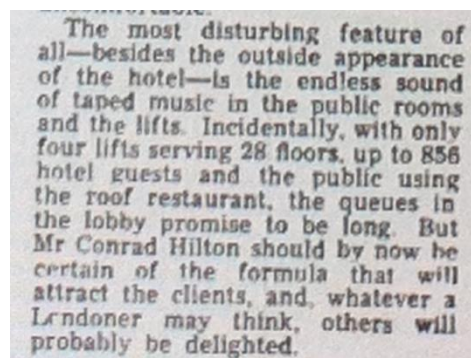 The most disturbing feature of
all—besides the outside appearance
of the hotel—is the endless sound
of taped music in the public rooms
and the lifts. Incidentally, with only
four lifts serving 28 floors, up to 856
hotel guests and the public using
the roof restaurant, the queues in
the lobby promise to be long. But
Mr Conrad Hilton should by now be
certain of the formula that will
attract the clients, and, whatever a
Londoner may think, others will
probably be delighted.